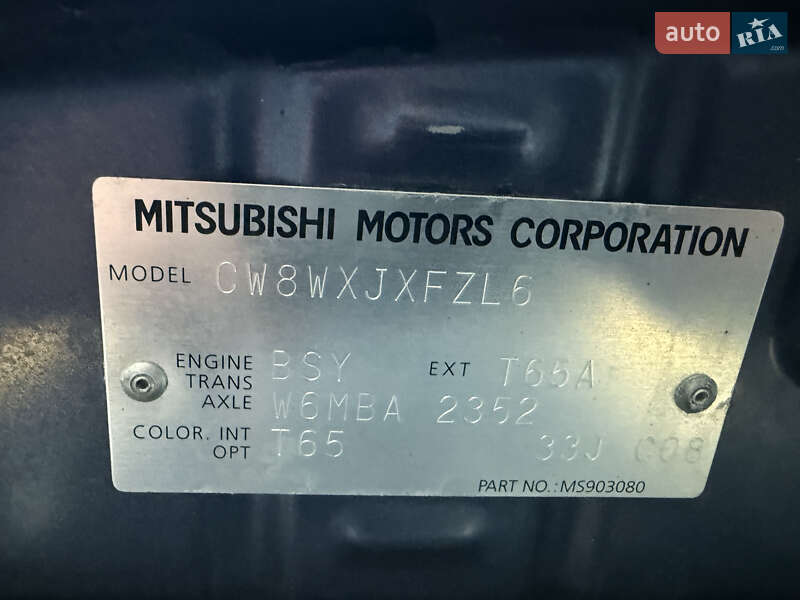 auto RIA.com
MITSUBISHI MOTORS CORPORATION
MODEL CW8WXJXFZL6
ENGINE BSY EXT T65A
TRANS
AXLE W6MBA 2352
COLOR. INT T65 33J C08
OPT
PART NO.: MS903080